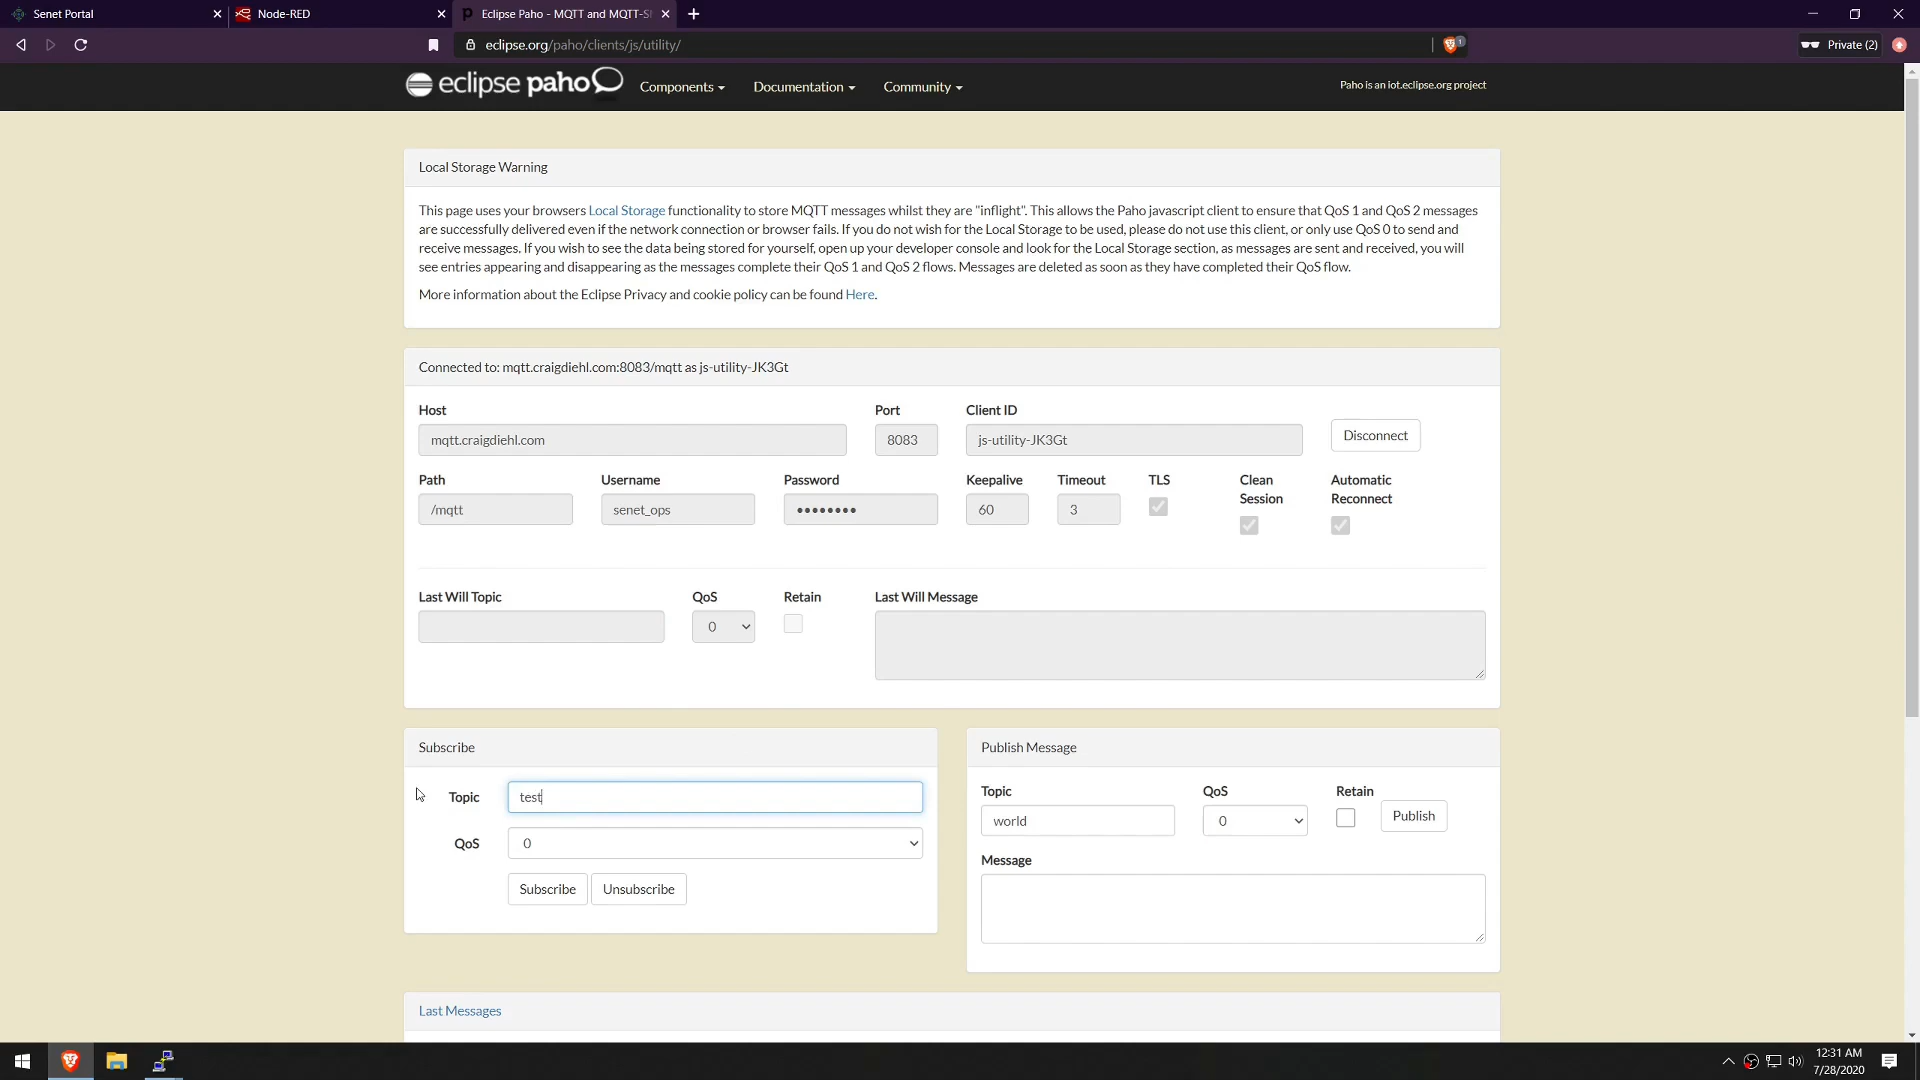 Senet Portal
Node-RED
Eclipse Paho - MQTT and MQTT-S
eclipse.org/paho/clients/js/utility/
1
Private (2)
eclipse paho
Components
Documentation
Community
Paho is an iot.eclipse.org project
Local Storage Warning
This page uses your browsers Local Storage functionality to store MQTT messages whilst they are "inflight". This allows the Paho javascript client to ensure that QoS 1 and QoS 2 messages
are successfully delivered even if the network connection or browser fails. If you do not wish for the Local Storage to be used, please do not use this client, or only use QoS 0 to send and
receive messages. If you wish to see the data being stored for yourself, open up your developer console and look for the Local Storage section, as messages are sent and received, you will
see entries appearing and disappearing as the messages complete their QoS 1 and QoS 2 flows. Messages are deleted as soon as they have completed their QoS flow.
More information about the Eclipse Privacy and cookie policy can be found Here.
Connected to: mqtt.craigdiehl.com:8083/mqtt as js-utility-JK3Gt
Host
Port
Client ID
mqtt.craigdiehl.com
8083
js-utility-JK3Gt
Disconnect
Path
Username
Password
Keepalive
Timeout
TLS
Clean
Session
Automatic
Reconnect
/mqtt
senet_ops
••••••••
60
3
Last Will Topic
QoS
Retain
Last Will Message
0
Subscribe
Topic
test
QoS
0
Subscribe
Unsubscribe
Publish Message
Topic
QoS
Retain
world
0
Publish
Message
Last Messages
12:31 AM
7/28/2020